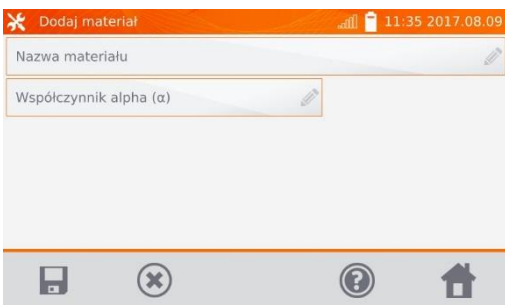 Dodaj materiał 11:35 2017.08.09
Nazwa materiału
Współczynnik alpha (α)